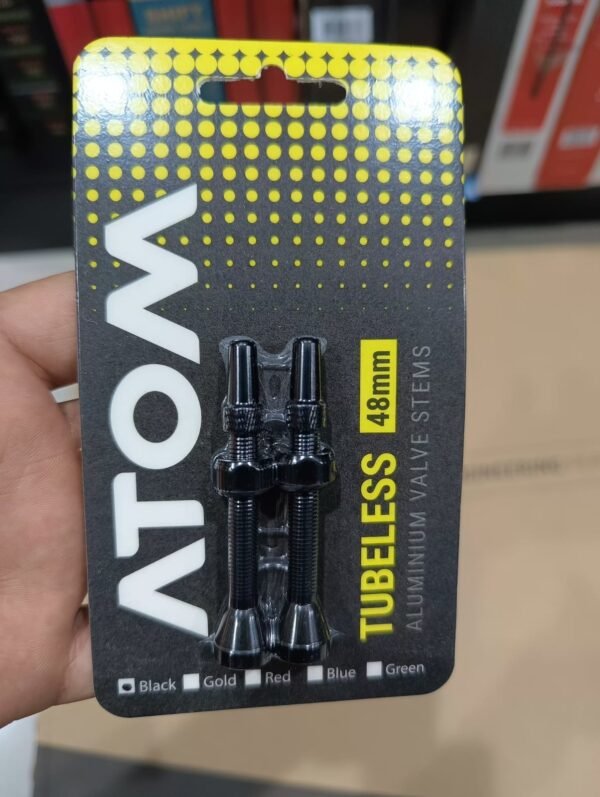 ATOM
TUBELESS 48mm
ALUMINIUM VALVE STEMS
Black Gold Red Blue Green